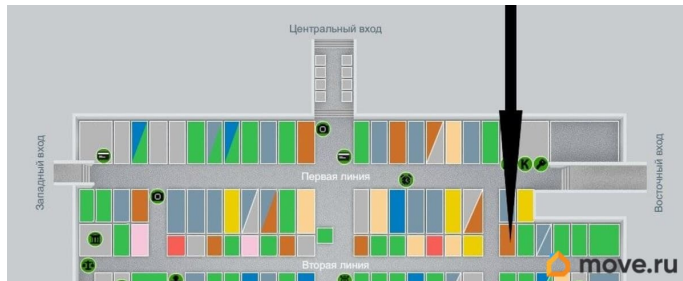 Центральный вход
Западный вход
Восточный вход
Первая линия
К
Вторая линия
move.ru